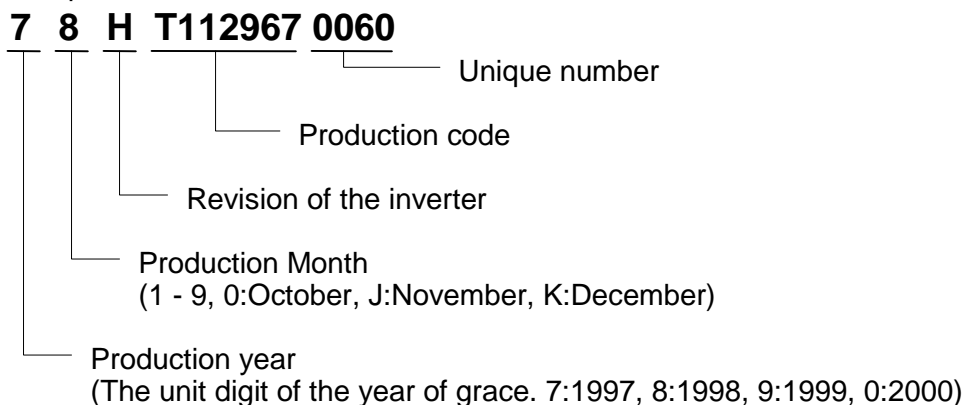 7 8 H T112967 0060
Unique number
Production code
Revision of the inverter
Production Month
(1 - 9, 0:October, J:November, K:December)
Production year
(The unit digit of the year of grace. 7:1997, 8:1998, 9:1999, 0:2000)